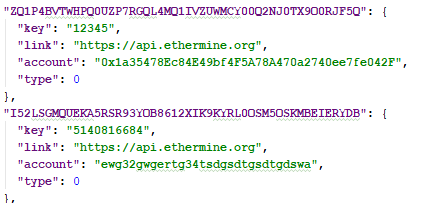 "ZQ1P4BVTWHPQ0UZP7RGQL4MQ1IVZUWMCY00Q2NJ0TX9O0RJF5Q": {
"key": "12345",
"link": "https://api.ethermine.org",
"account": "0x1a35478Ec84E49bf4F5A78A470a2740ee7fe042F",
"type": 0
},
"I52LSGMQUEKA5RSR93YOB8612XIK9KYRL0OSM5OSKMBEIERYDB": {
"key": "5140816684",
"link": "https://api.ethermine.org",
"account": "ewg32gwgertg34tsdgsdtgsdtgdswa",
"type": 0
},